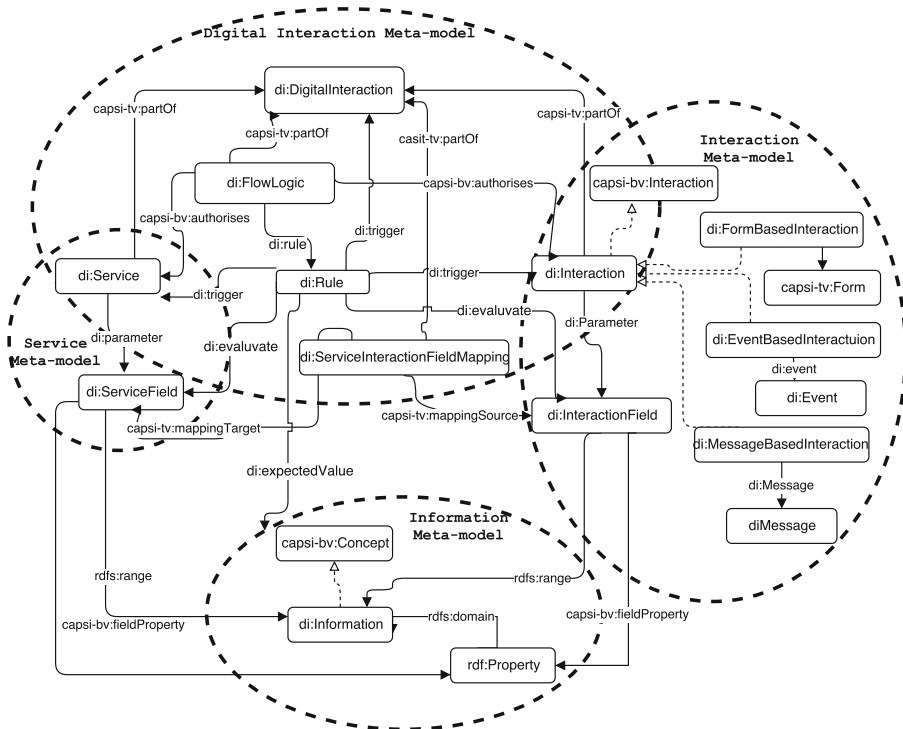 Digital Interaction Meta-model
di:DigitalInteraction
capsi-tv:partOf
capsi-tv:partOf
casit-tv:partOf
capsi-tv:partOf
Interaction
Meta-model
di:FlowLogic
capsi-bv:authorises
capsi-bv:Interaction
capsi-bv:authorises
di:rule
di:trigger
di:FormBasedInteraction
di:Service
di:trigger
di:Rule
di:trigger
di:Interaction
capsi-tv:Form
di:evaluvate
di:Parameter
di:parameter
di:evaluvate
Service
Meta-model
di:ServiceInteractionFieldMapping
di:EventBasedInteractuion
di:event
di:ServiceField
di:Event
capsi-tv:mappingTarget
capsi-tv:mappingSource
di:InteractionField
di:MessageBasedInteraction
di:expectedValue
di:Message
Information
Meta-model
diMessage
capsi-bv:Concept
rdfs:range
rdfs:range
capsi-bv:fieldProperty
di:Information
rdfs:domain
capsi-bv:fieldProperty
rdf:Property